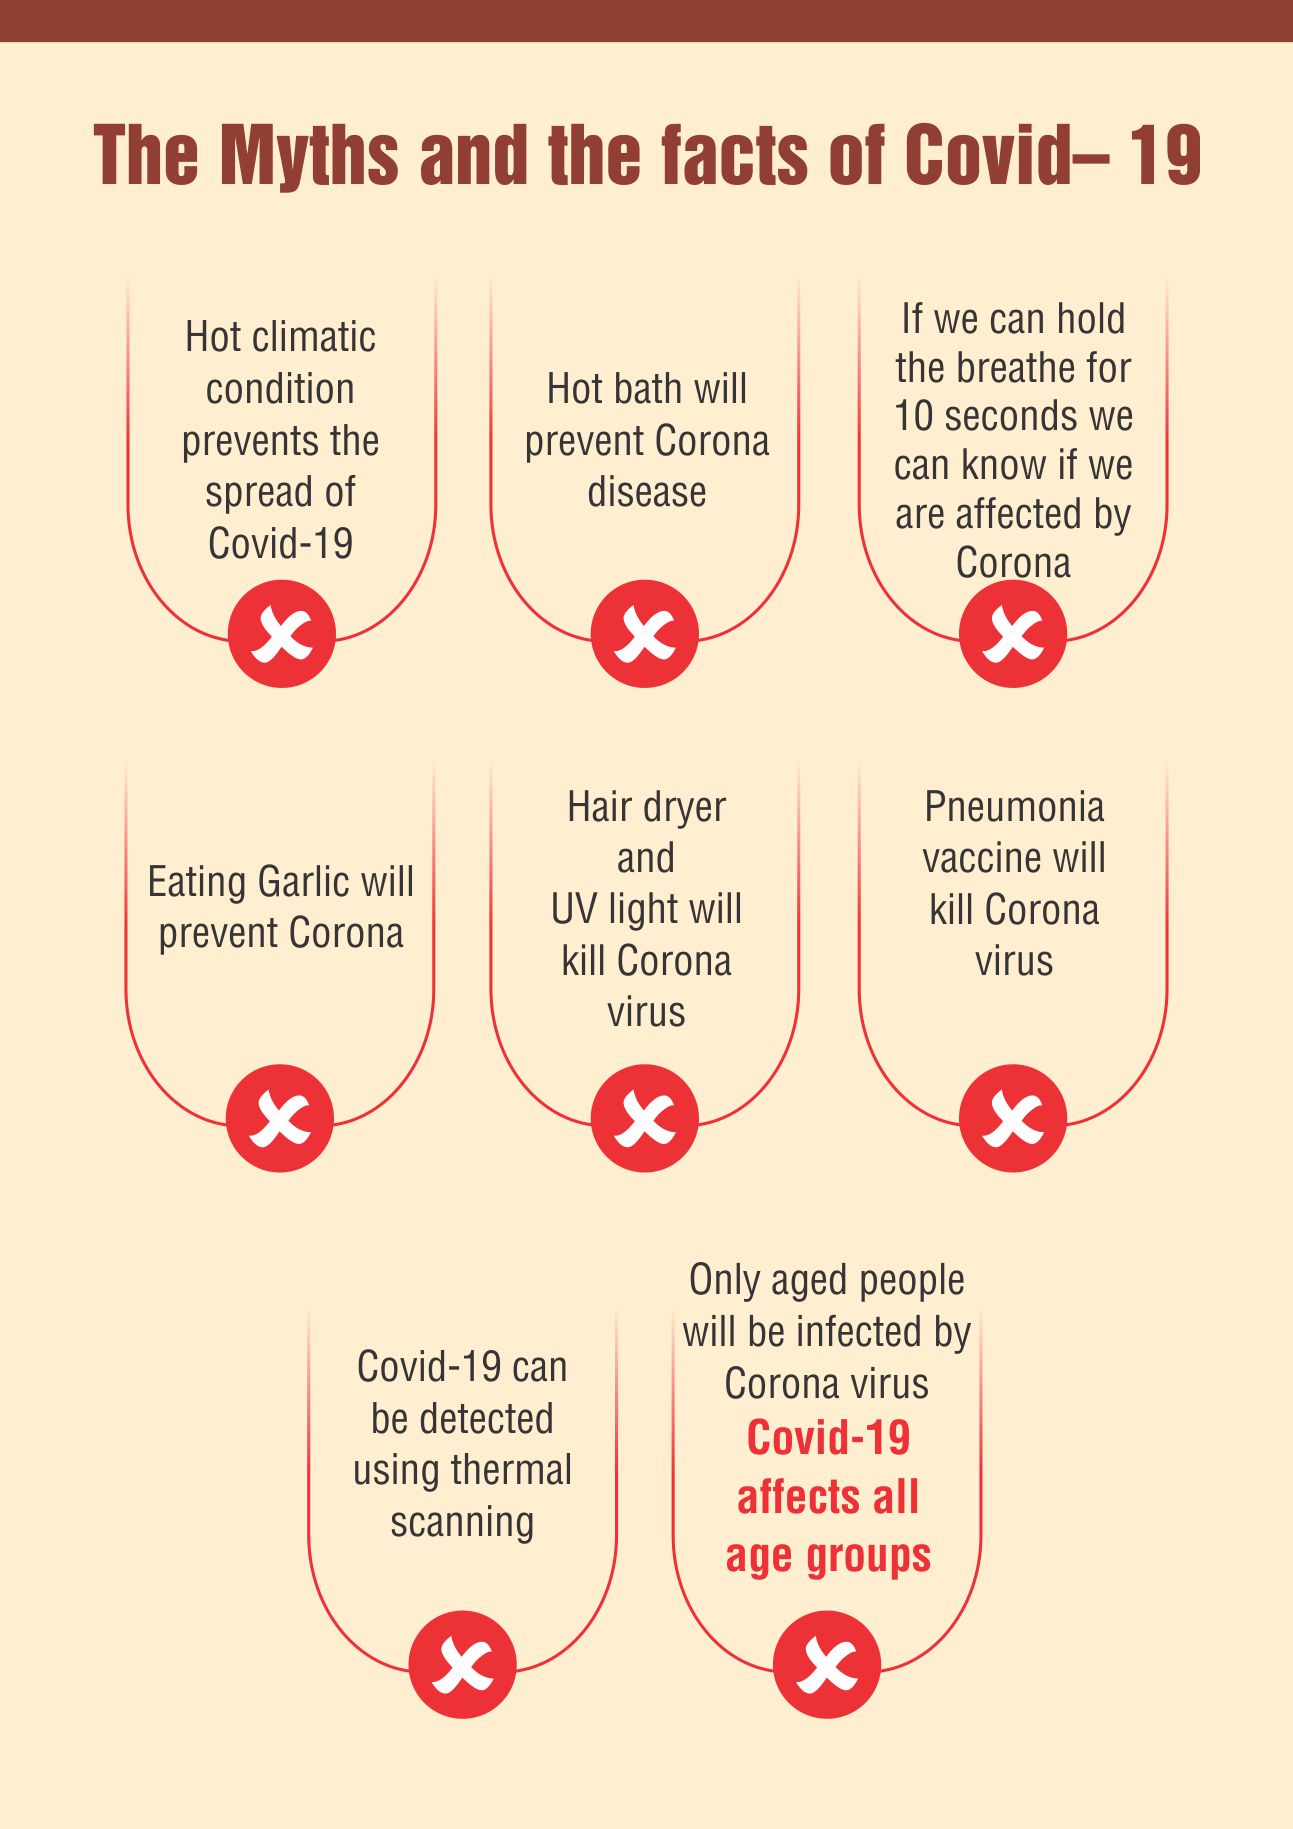 The Myths and the facts of Covid– 19
Hot climatic
condition
prevents the
spread of
Covid-19
Hot bath will
prevent Corona
disease
If we can hold
the breathe for
10 seconds we
can know if we
are affected by
Corona
Eating Garlic will
prevent Corona
Hair dryer
and
UV light will
kill Corona
virus
Pneumonia
vaccine will
kill Corona
virus
Covid-19 can
be detected
using thermal
scanning
Only aged people
will be infected by
Corona virus
Covid-19
affects all
age groups